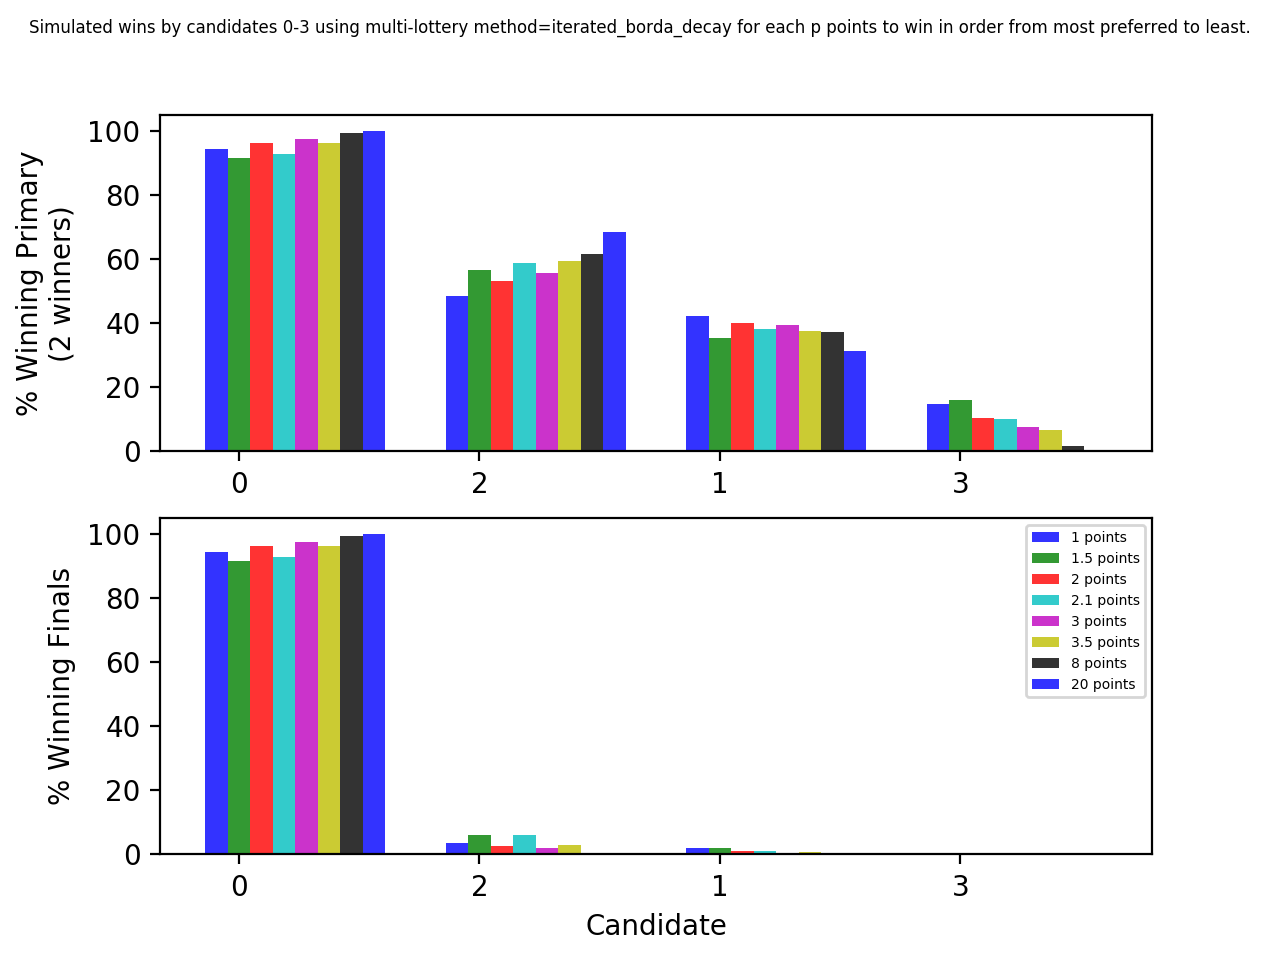 Simulated wins by candidates 0-3 using multi-lottery method=iterated_borda_decay for each p points to win in order from most preferred to least.
% Winning Primary
(2 winners)
100
80
60
40
20
0
0 2 1 3
% Winning Finals
100
80
60
40
20
0
1 points
1.5 points
2 points
2.1 points
3 points
3.5 points
8 points
20 points
0 2 1 3
Candidate